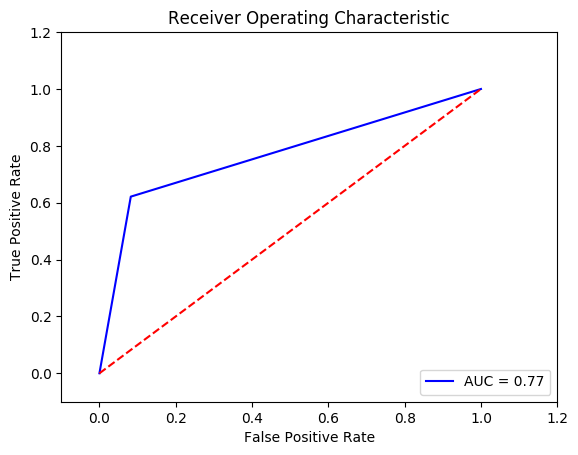 Receiver Operating Characteristic
1.2
1.0
0.8
0.6
0.4
0.2
0.0
True Positive Rate
AUC = 0.77
0.0 0.2 0.4 0.6 0.8 1.0 1.2
False Positive Rate